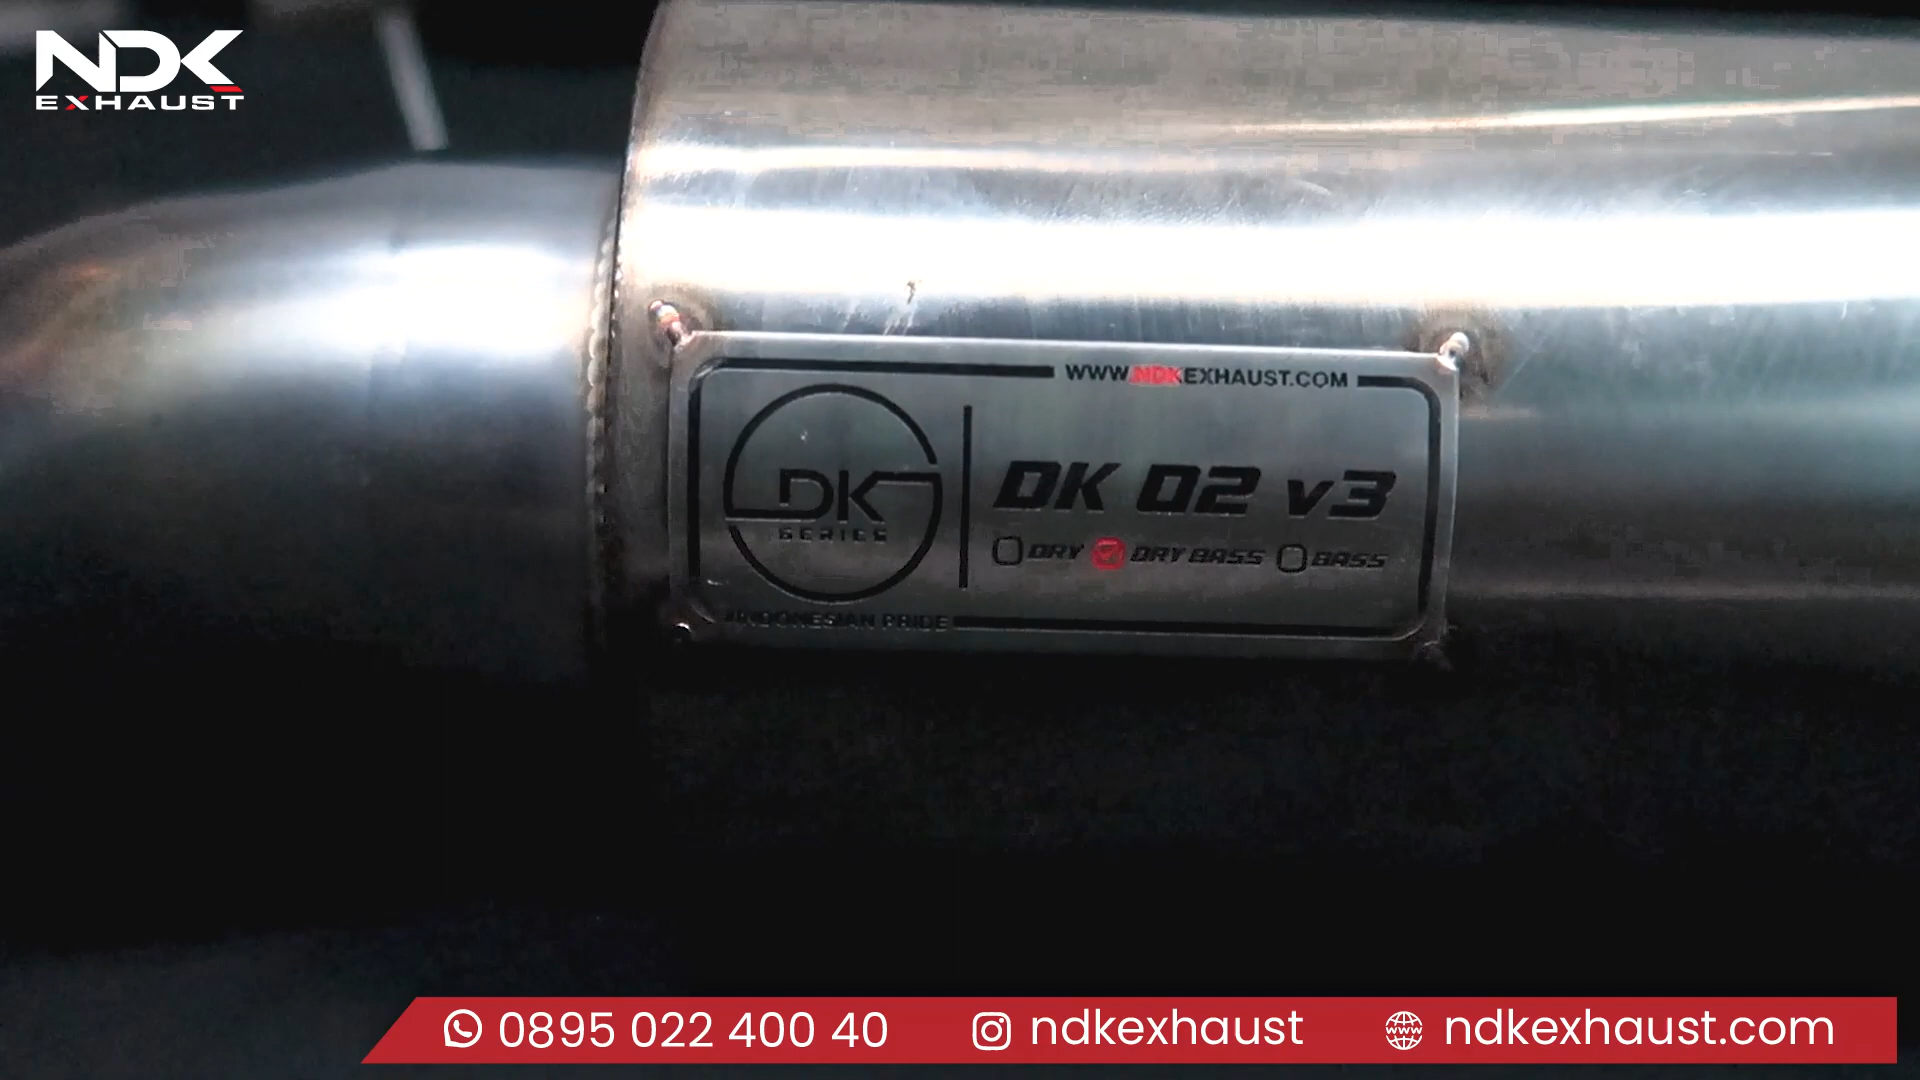 NDK
EXHAUST
WWW.NDKEXHAUST.COM
DK
SERIES
DK 02 v3
DRY DRY BASS BASS
#INDONESIAN PRIDE
0895 022 400 40
ndkexhaust
ndkexhaust.com